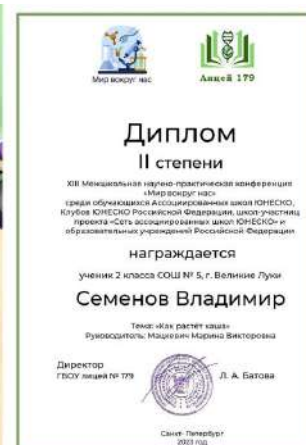 Мир вокруг нас
Лицей 179
Диплом
II степени
XIII Межшкольная научно-практическая конференция
«Мир вокруг нас»
среди обучающихся Ассоциированных школ ЮНЕСКО,
Клубов ЮНЕСКО Российской Федерации, школ-участниц
проекта «Сеть ассоциированных школ ЮНЕСКО» и
образовательных учреждений Российской Федерации
награждается
ученик 2 класса СОШ № 5, г. Великие Луки
Семенов Владимир
Тема: «Как растёт каша»
Руководитель: Мацкевич Марина Викторовна
Директор
ГБОУ лицей № 179
Л. А. Батова
Санкт-Петербург
2023 год